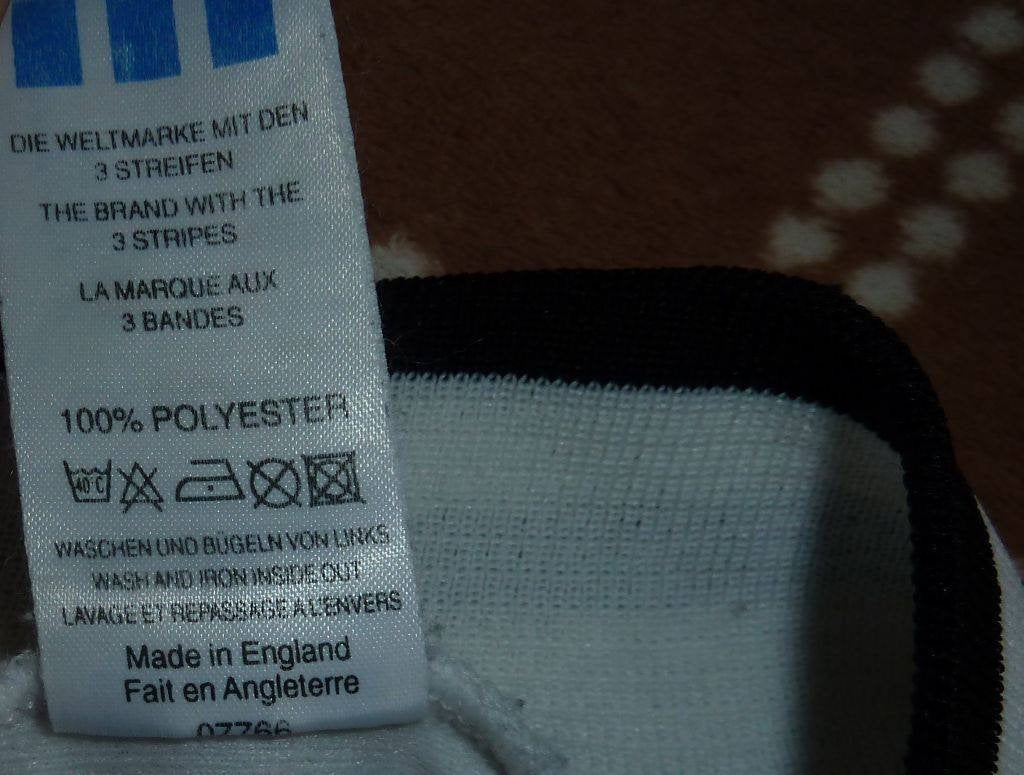 DIE WELTMARKE MIT DEN
3 STREIFEN
THE BRAND WITH THE
3 STRIPES
LA MARQUE AUX
3 BANDES
100% POLYESTER
40°C
WASCHEN UND BÜGELN VON LINKS
WASH AND IRON INSIDE OUT
LAVAGE ET REPASSAGE A L'ENVERS
Made in England
Fait en Angleterre
07766